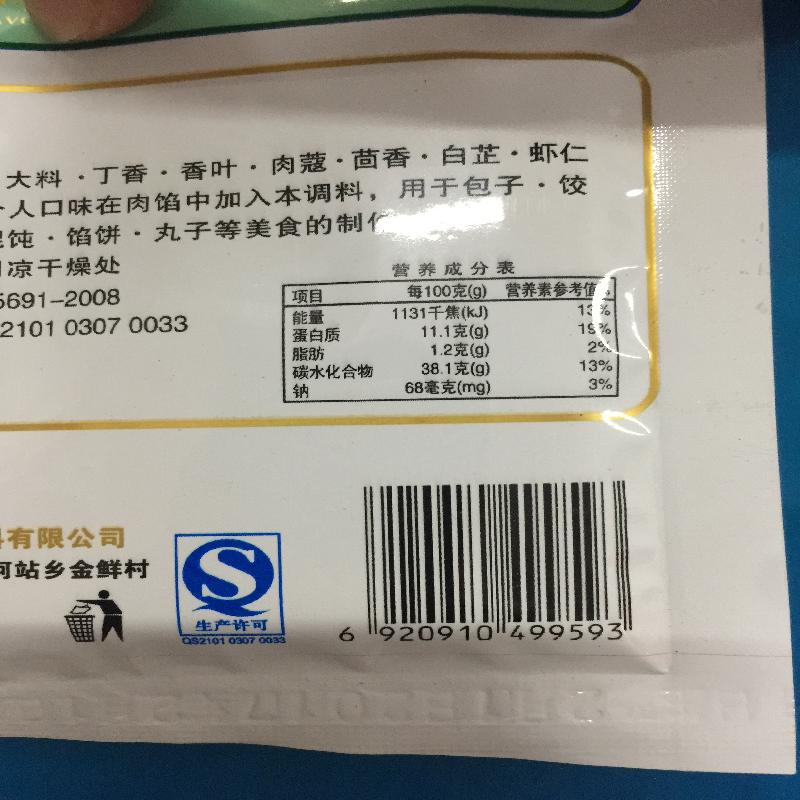 大料·丁香·香叶·肉蔻·茴香·白芷·虾仁
人口味在肉馅中加入本调料，用于包子·饺
饨·馅饼·丸子等美食的制作
凉干燥处
5691-2008
2101 0307 0033
营养成分表
项目 每100克(g) 营养素参考值%
能量 1131千焦(kJ) 13%
蛋白质 11.1克(g) 19%
脂肪 1.2克(g) 2%
碳水化合物 38.1克(g) 13%
钠 68毫克(mg) 3%
有限公司
河站乡金鲜村
生产许可
QS2101 0307 0033
6 920910 499593